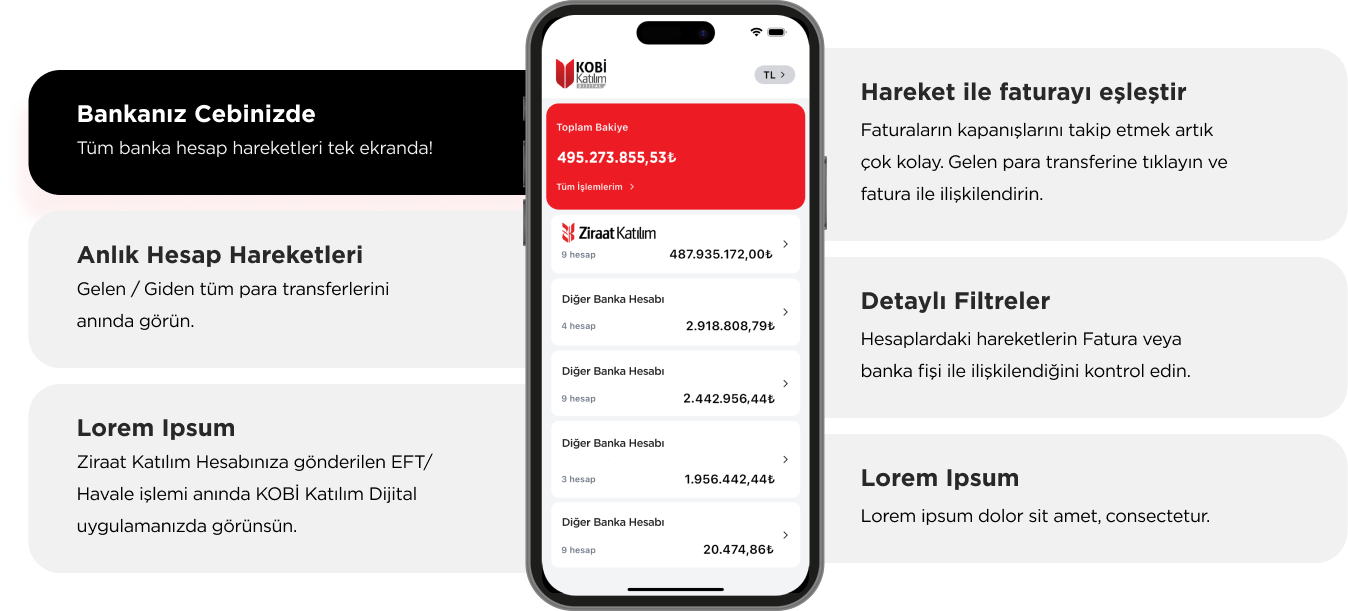 Bankanız Cebinizde
Tüm banka hesap hareketleri tek ekranda!
Anlık Hesap Hareketleri
Gelen / Giden tüm para transferlerini
anında görün.
Lorem Ipsum
Ziraat Katılım Hesabınıza gönderilen EFT/
Havale işlemi anında KOBİ Katılım Dijital
uygulamanızda görünsün.
KOBİ
Katılım
DİJİTAL
TL >
Toplam Bakiye
495.273.855,53₺
Tüm İşlemlerim >
Ziraat Katılım
9 hesap 487.935.172,00₺
Diğer Banka Hesabı
4 hesap 2.918.808,79₺
Diğer Banka Hesabı
9 hesap 2.442.956,44₺
Diğer Banka Hesabı
3 hesap 1.956.442,44₺
Diğer Banka Hesabı
9 hesap 20.474,86₺
Hareket ile faturayı eşleştir
Faturaların kapanışlarını takip etmek artık
çok kolay. Gelen para transferine tıklayın ve
fatura ile ilişkilendirin.
Detaylı Filtreler
Hesaplardaki hareketlerin Fatura veya
banka fişi ile ilişkilendiğini kontrol edin.
Lorem Ipsum
Lorem ipsum dolor sit amet, consectetur.